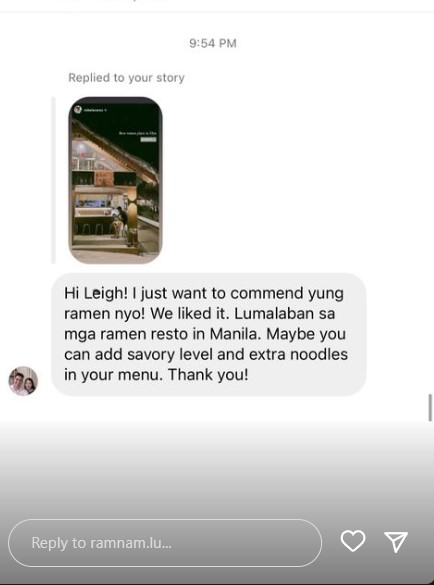 9:54 PM
Replied to your story
Hi Leigh! I just want to commend yung
ramen nyo! We liked it. Lumalaban sa
mga ramen resto in Manila. Maybe you
can add savory level and extra noodles
in your menu. Thank you!
Reply to ramnam.lu...